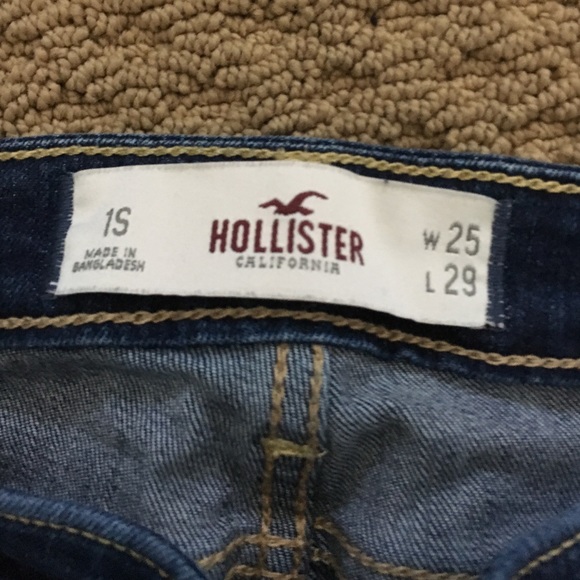 1S
MADE IN
BANGLADESH
HOLLISTER
CALIFORNIA
W 25
L 29